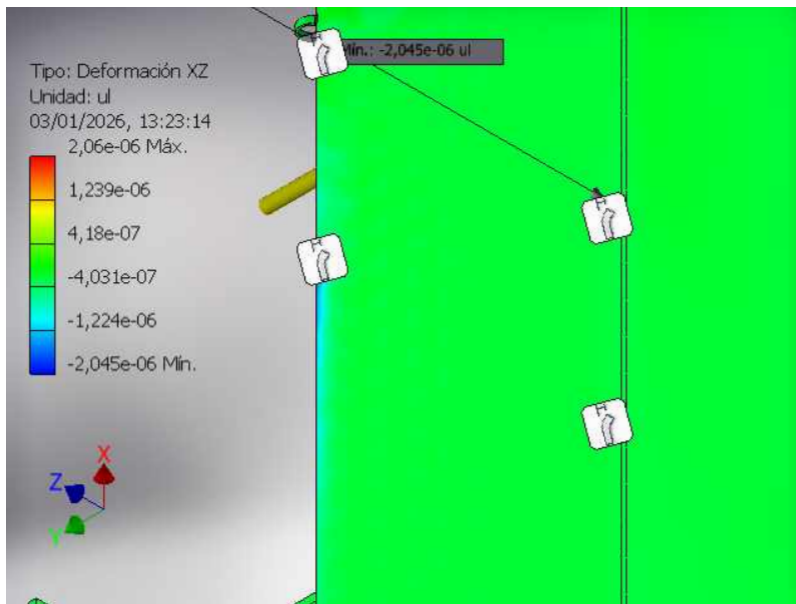 Mín.: -2,045e-06 ul
Tipo: Deformación XZ
Unidad: ul
03/01/2026, 13:23:14
2,06e-06 Máx.
1,239e-06
4,18e-07
-4,031e-07
-1,224e-06
-2,045e-06 Mín.
X
Z
Y